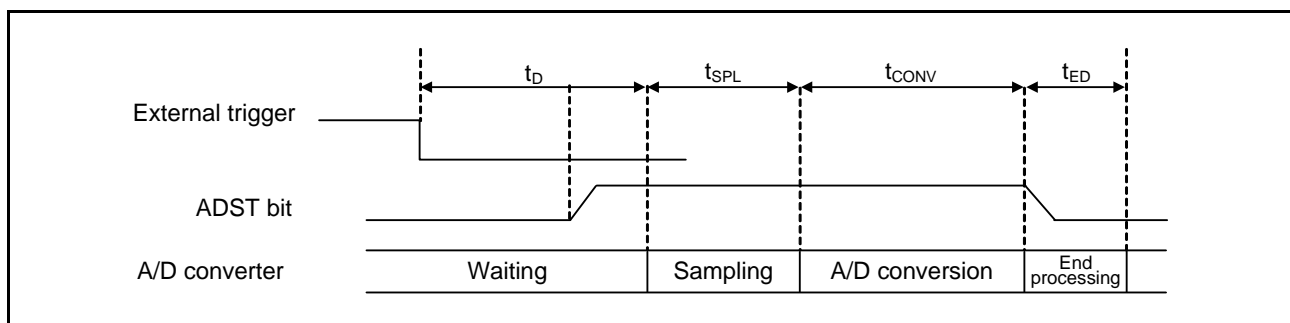 tD tSPL tCONV tED
External trigger
ADST bit
A/D converter Waiting Sampling A/D conversion End processing